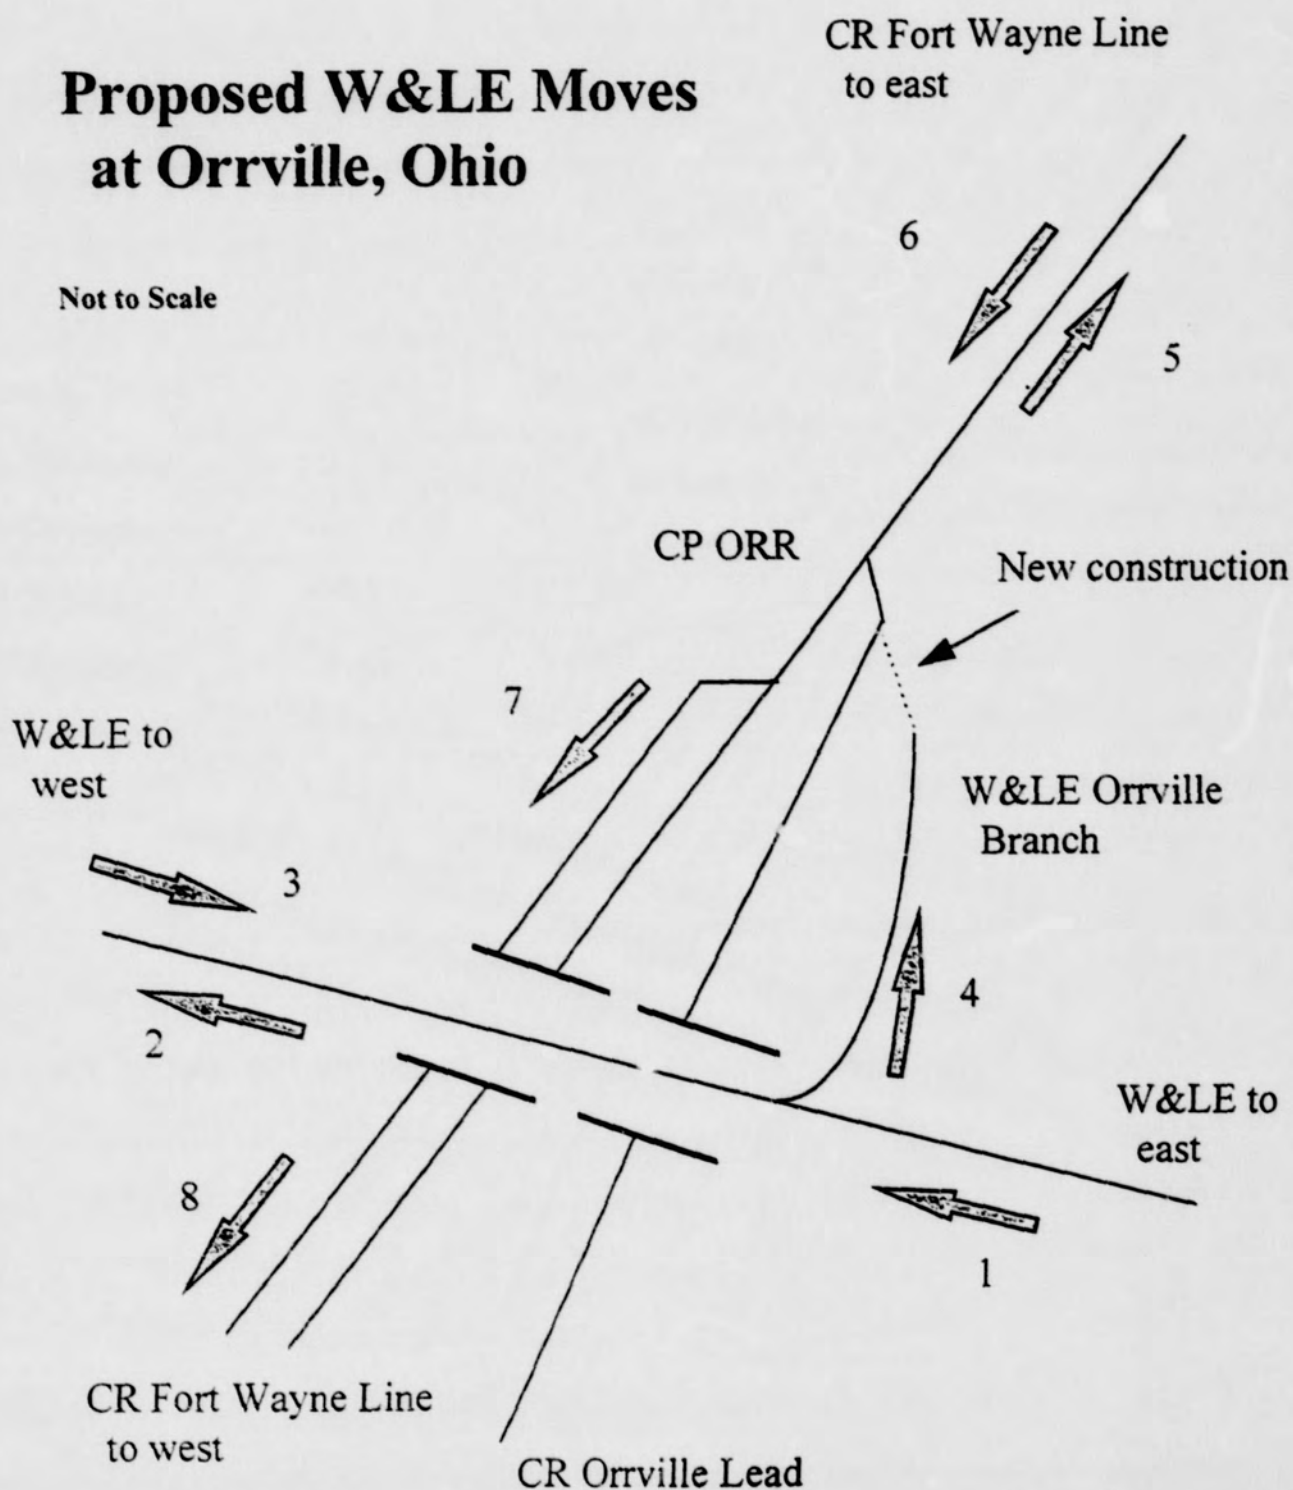 Proposed W&LE Moves
at Orrville, Ohio
Not to Scale
CR Fort Wayne Line
to east
6
5
CP ORR
New construction
7
W&LE to
west
W&LE Orrville
Branch
3
4
2
W&LE to
east
8
1
CR Fort Wayne Line
to west
CR Orrville Lead